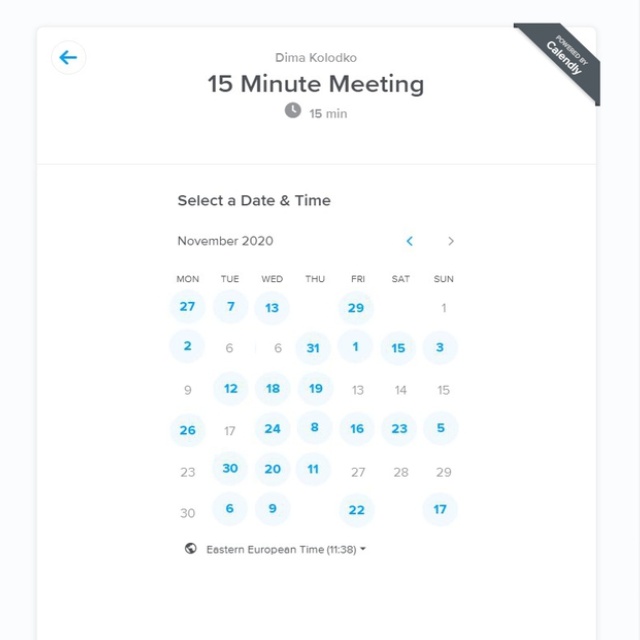 POWERED BY
Calendly
Dima Kolodko
15 Minute Meeting
15 min
Select a Date & Time
November 2020
MON TUE WED THU FRI SAT SUN
27 7 13 29 1
2 6 6 31 1 15 3
9 12 18 19 13 14 15
26 17 24 8 16 23 5
23 30 20 11 27 28 29
30 6 9 22 17
Eastern European Time (11:38)